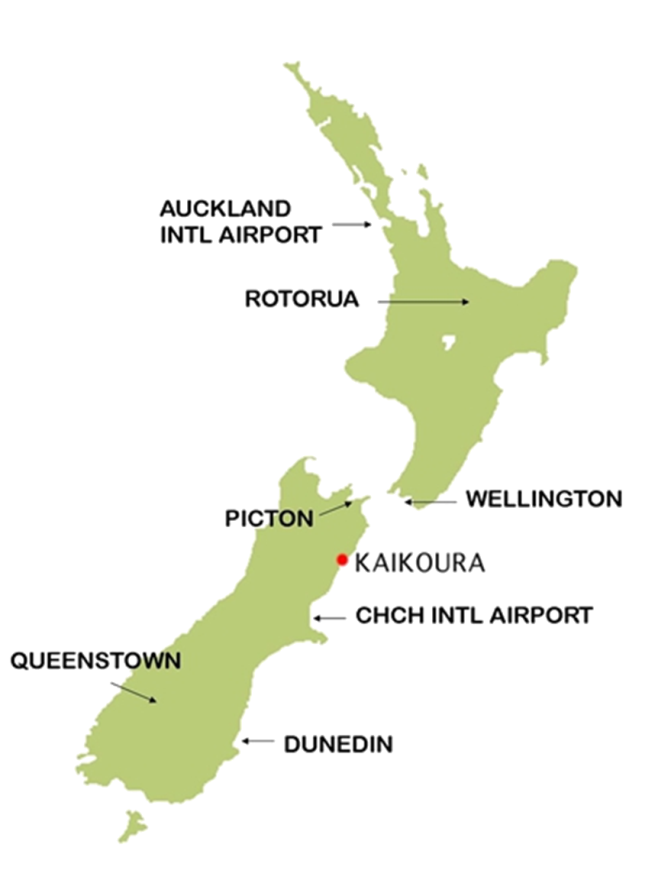 AUCKLAND
INTL AIRPORT
ROTORUA
WELLINGTON
PICTON
KAIKOURA
CHCH INTL AIRPORT
QUEENSTOWN
DUNEDIN